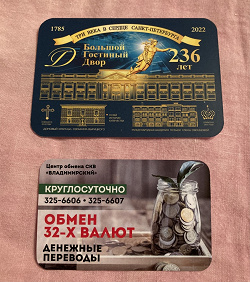 1785
ТРИ ВЕКА В СЕРДЦЕ САНКТ-ПЕТЕРБУРГА
2022
Большой
Гостиный
Двор
236
лет
Центр обмена СКВ
«ВЛАДИМИРСКИЙ»
КРУГЛОСУТОЧНО
325-6606 • 325-6607
ОБМЕН
32-Х ВАЛЮТ
ДЕНЕЖНЫЕ
ПЕРЕВОДЫ